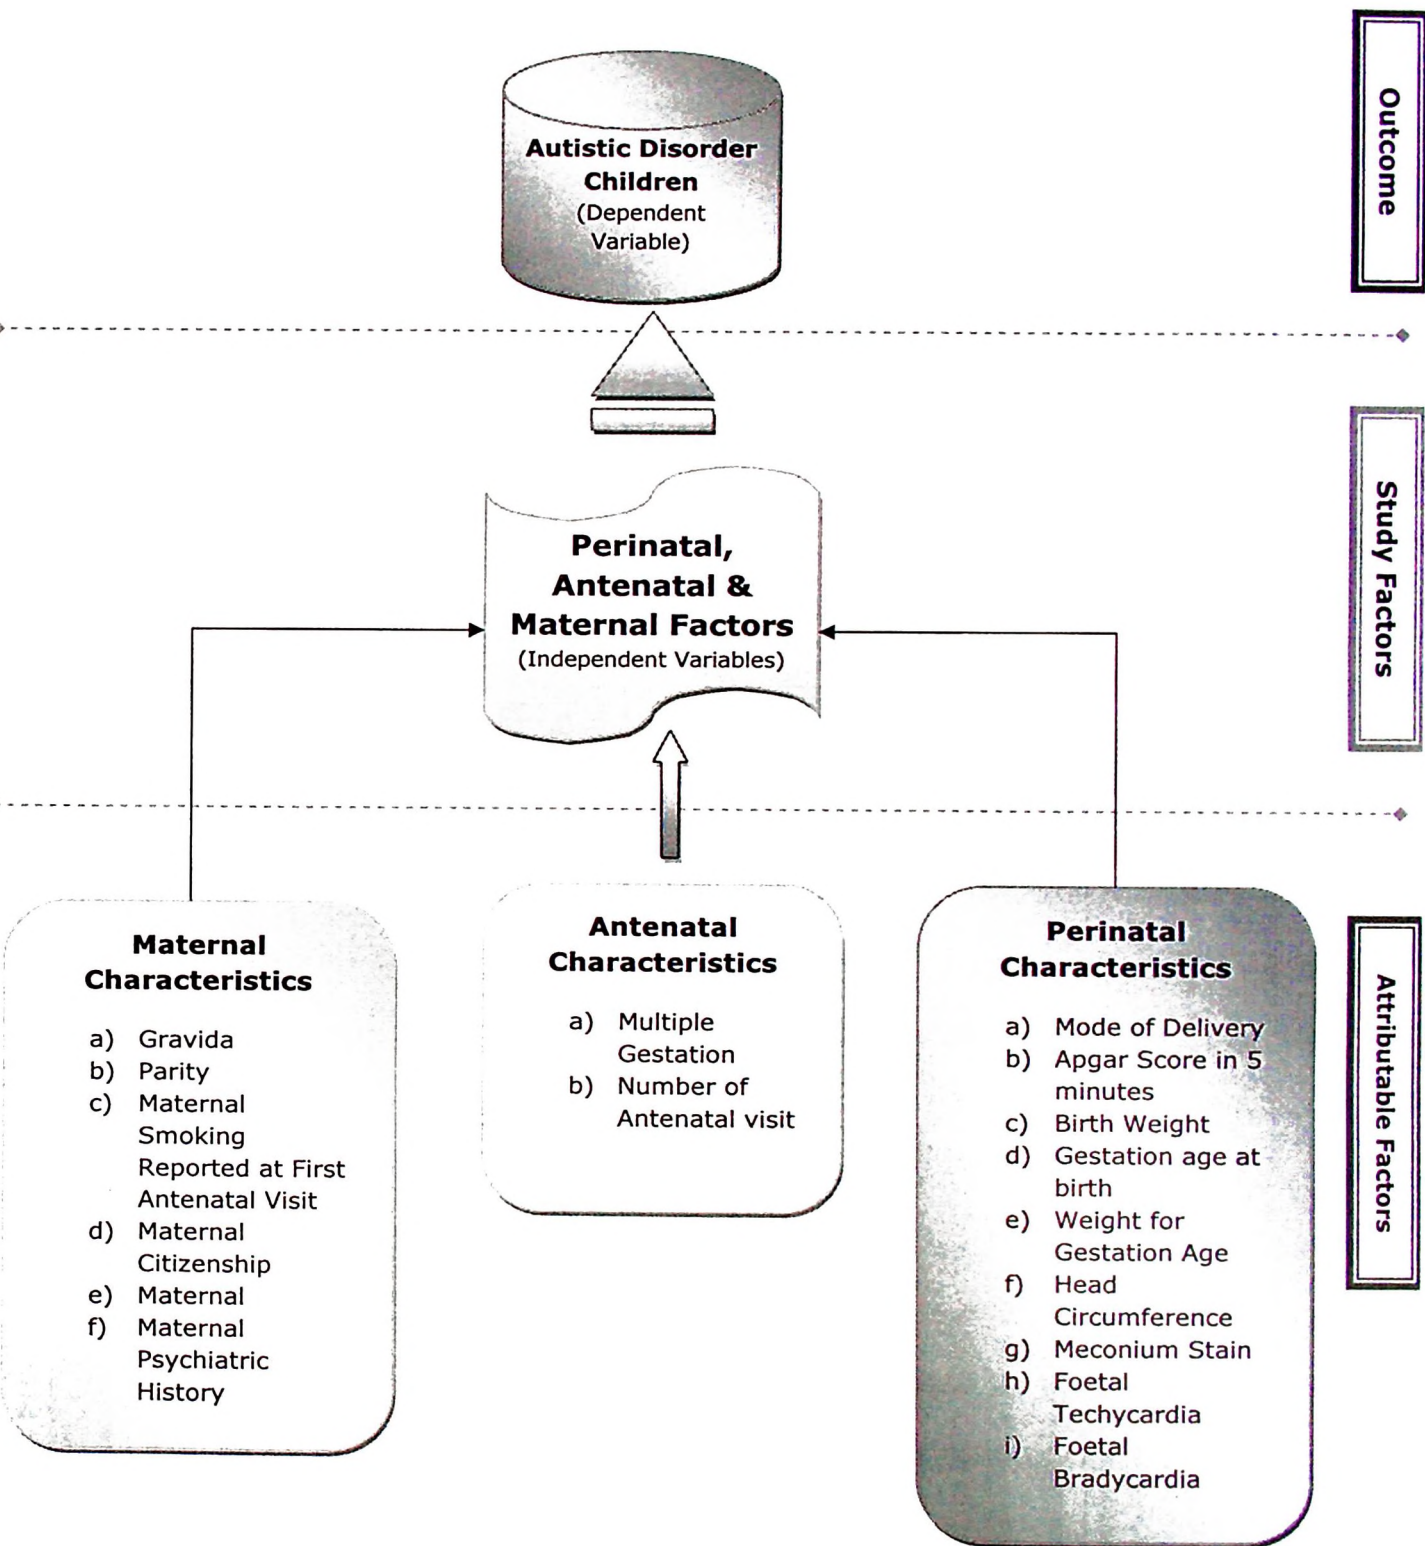 Outcome
Autistic Disorder
Children
(Dependent
Variable)
Study Factors
Perinatal,
Antenatal &
Maternal Factors
(Independent Variables)
Attributable Factors
Maternal
Characteristics
a) Gravida
b) Parity
c) Maternal
Smoking
Reported at First
Antenatal Visit
d) Maternal
Citizenship
e) Maternal
f) Maternal
Psychiatric
History
Antenatal
Characteristics
a) Multiple
Gestation
b) Number of
Antenatal visit
Perinatal
Characteristics
a) Mode of Delivery
b) Apgar Score in 5
minutes
c) Birth Weight
d) Gestation age at
birth
e) Weight for
Gestation Age
f) Head
Circumference
g) Meconium Stain
h) Foetal
Techycardia
i) Foetal
Bradycardia